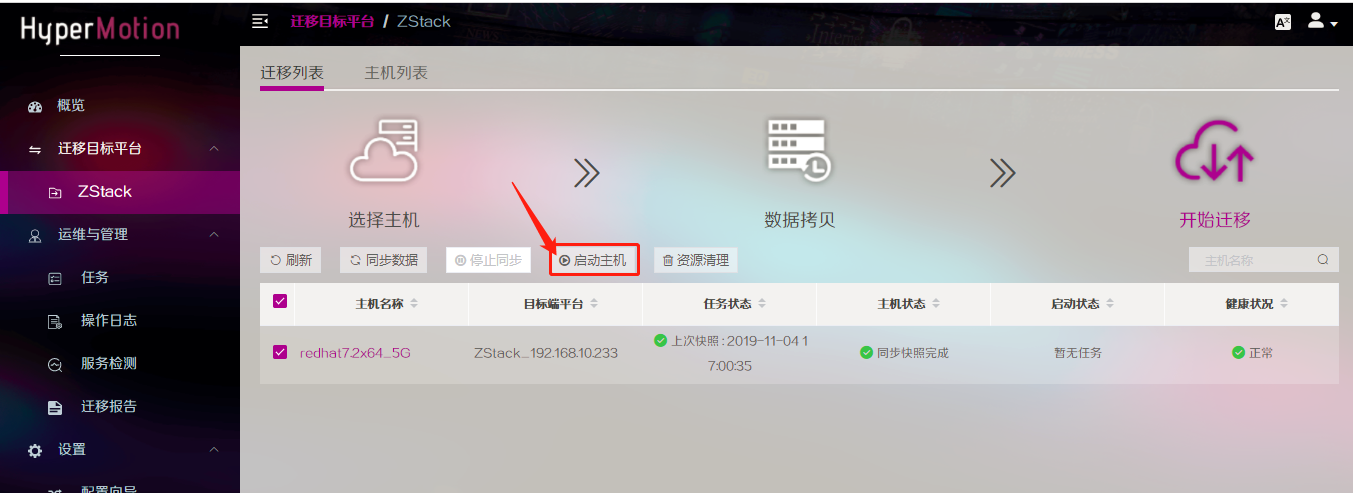 HyperMotion
迁移目标平台 / ZStack
概览
迁移目标平台
ZStack
运维与管理
任务
操作日志
服务检测
迁移报告
设置
配置向导
迁移列表 主机列表
选择主机 数据拷贝 开始迁移
刷新 同步数据 停止同步 启动主机 资源清理 主机名称
主机名称 目标端平台 任务状态 主机状态 启动状态 健康状况
redhat7.2x64_5G ZStack_192.168.10.233 上次快照 : 2019-11-04 1 同步快照完成 暂无任务 正常
7:00:35